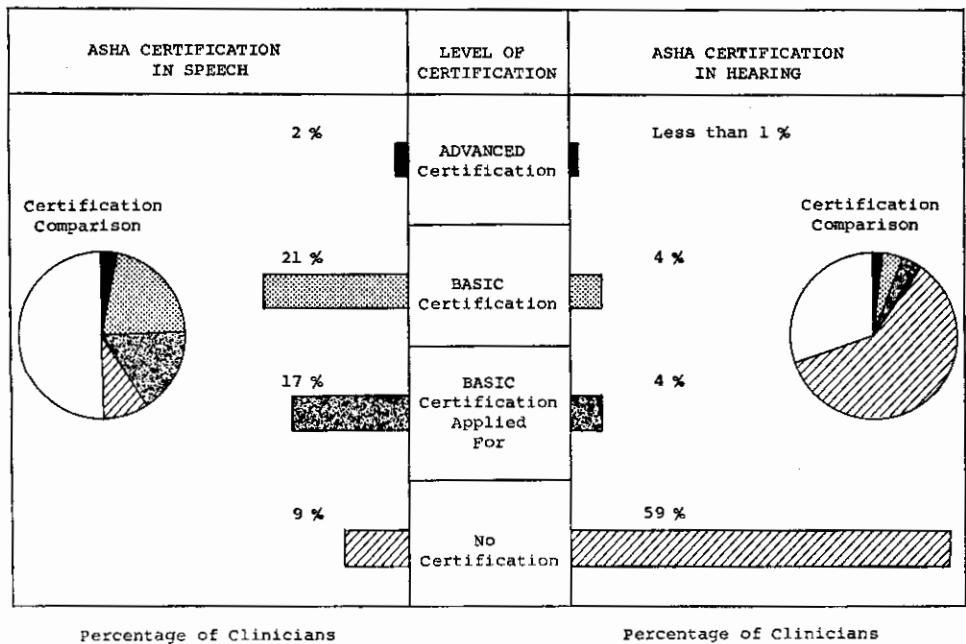 ASHA CERTIFICATION
IN SPEECH
LEVEL OF
CERTIFICATION
ASHA CERTIFICATION
IN HEARING
2 %
ADVANCED
Certification
Less than 1 %
Certification
Comparison
Certification
Comparison
21 %
BASIC
Certification
4 %
17 %
BASIC
Certification
Applied
For
4 %
9 %
No
Certification
59 %
Percentage of Clinicians
Percentage of Clinicians